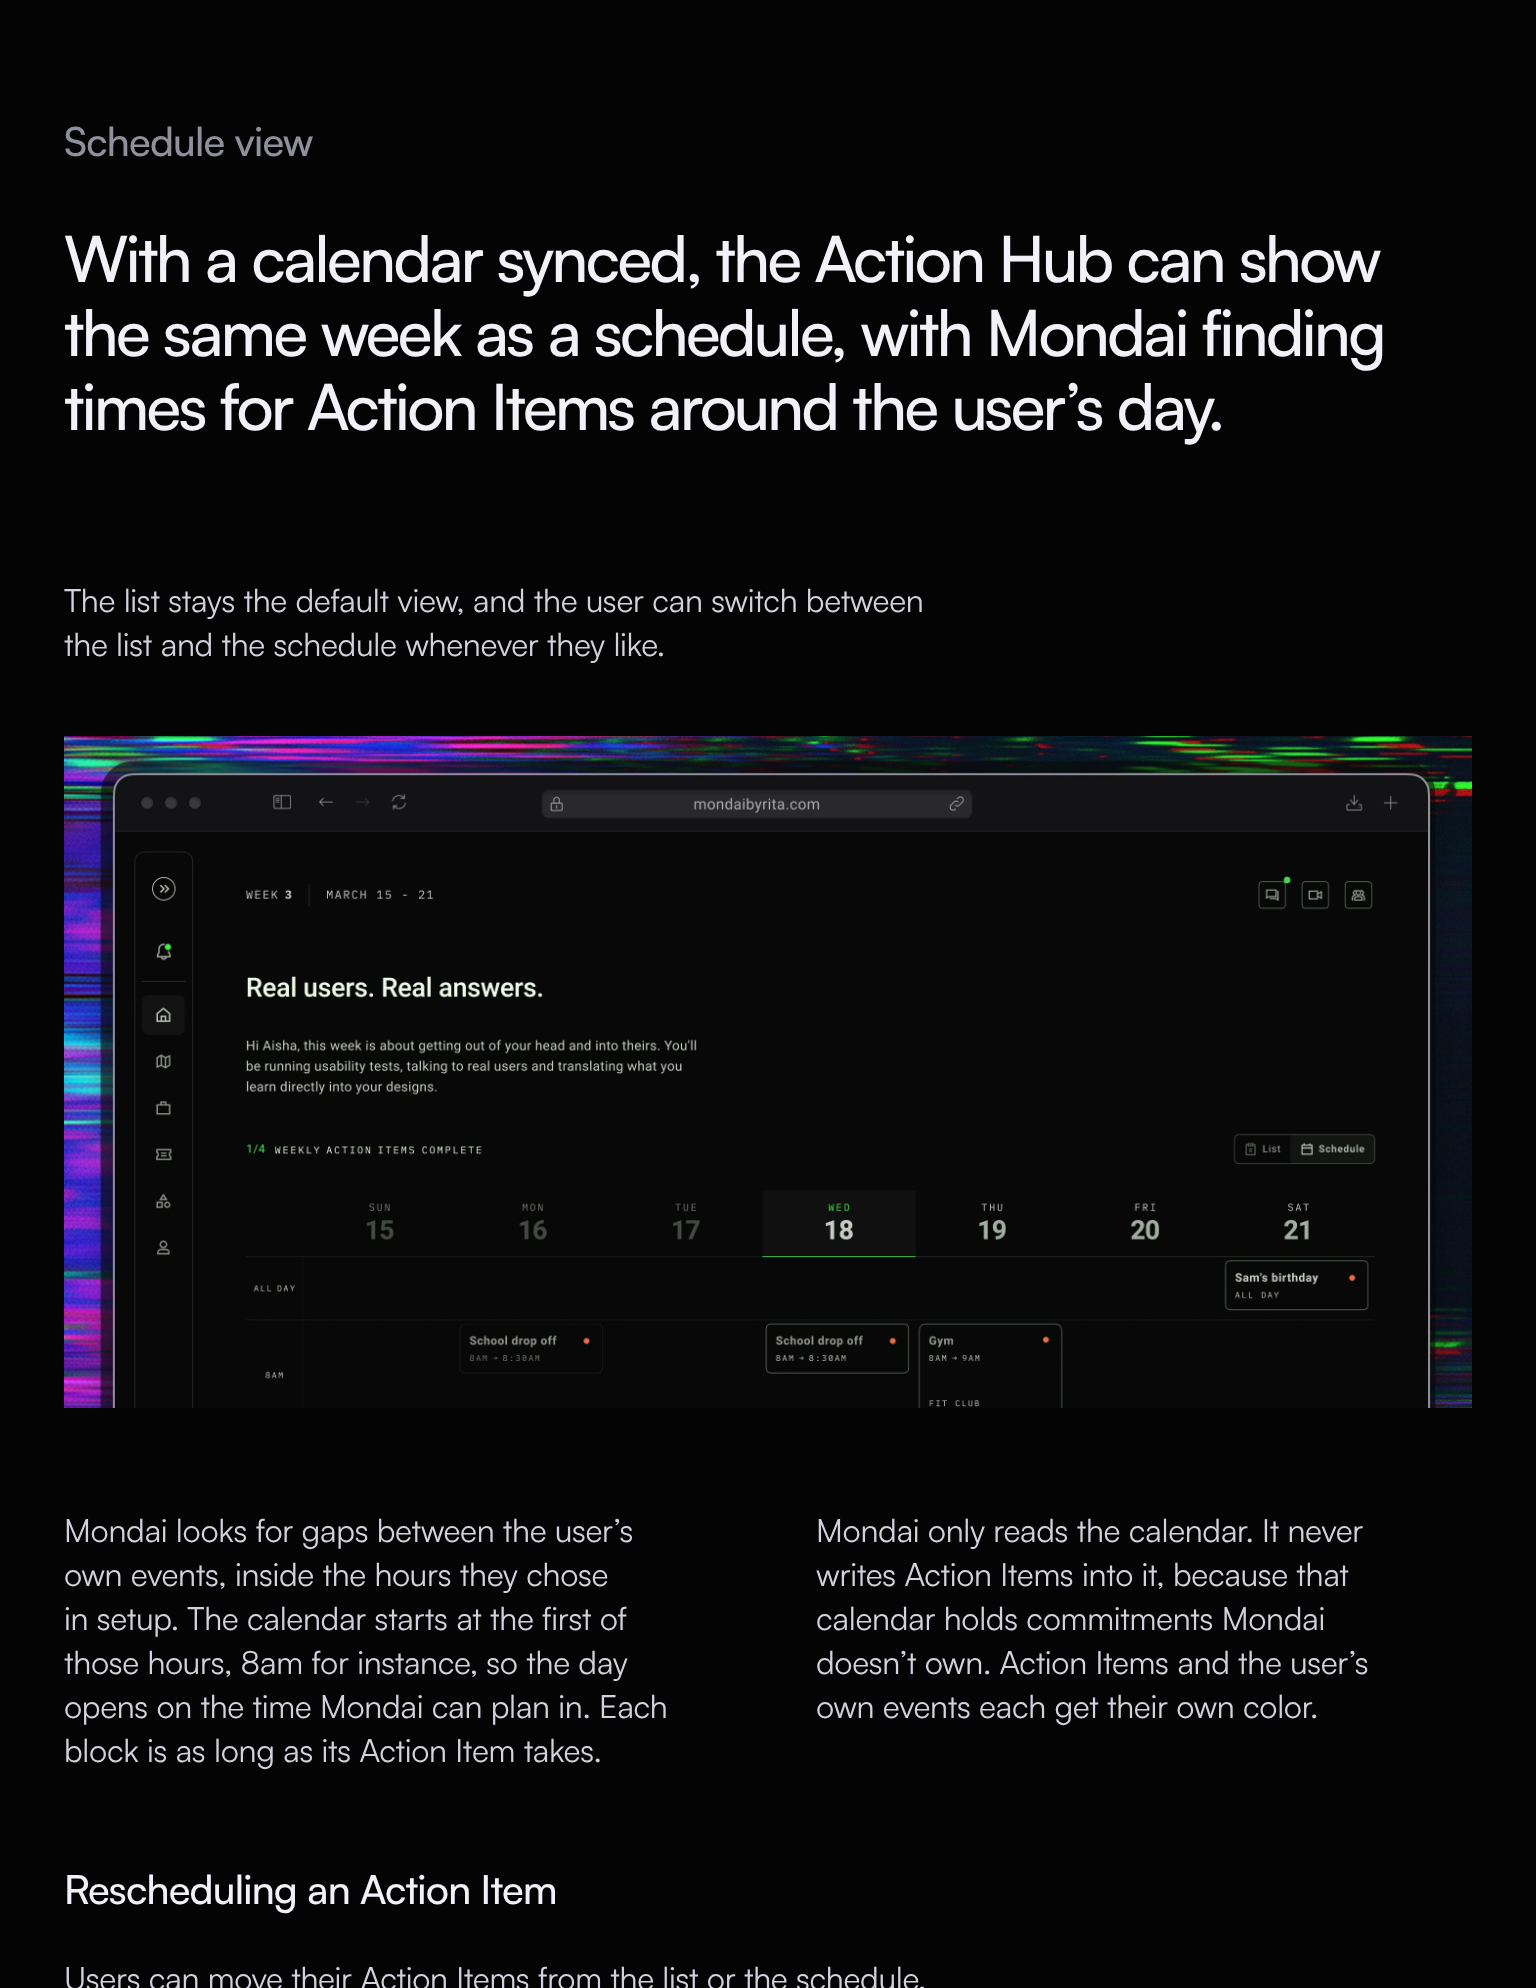 Schedule view
With a calendar synced, the Action Hub can show
the same week as a schedule, with Mondai finding
times for Action Items around the user’s day.
The list stays the default view, and the user can switch between
the list and the schedule whenever they like.
mondaibyrita.com
WEEK 3 MARCH 15 - 21
Real users. Real answers.
Hi Aisha, this week is about getting out of your head and into theirs. You'll
be running usability tests, talking to real users and translating what you
learn directly into your designs.
1/4 WEEKLY ACTION ITEMS COMPLETE
List Schedule
SUN MON TUE WED THU FRI SAT
15 16 17 18 19 20 21
ALL DAY
Sam's birthday
ALL DAY
8AM
School drop off
8AM → 8:30AM
School drop off
8AM → 8:30AM
Gym
8AM → 9AM
FIT CLUB
Mondai looks for gaps between the user’s
own events, inside the hours they chose
in setup. The calendar starts at the first of
those hours, 8am for instance, so the day
opens on the time Mondai can plan in. Each
block is as long as its Action Item takes.
Mondai only reads the calendar. It never
writes Action Items into it, because that
calendar holds commitments Mondai
doesn’t own. Action Items and the user’s
own events each get their own color.
Rescheduling an Action Item
Users can move their Action Items from the list or the schedule.